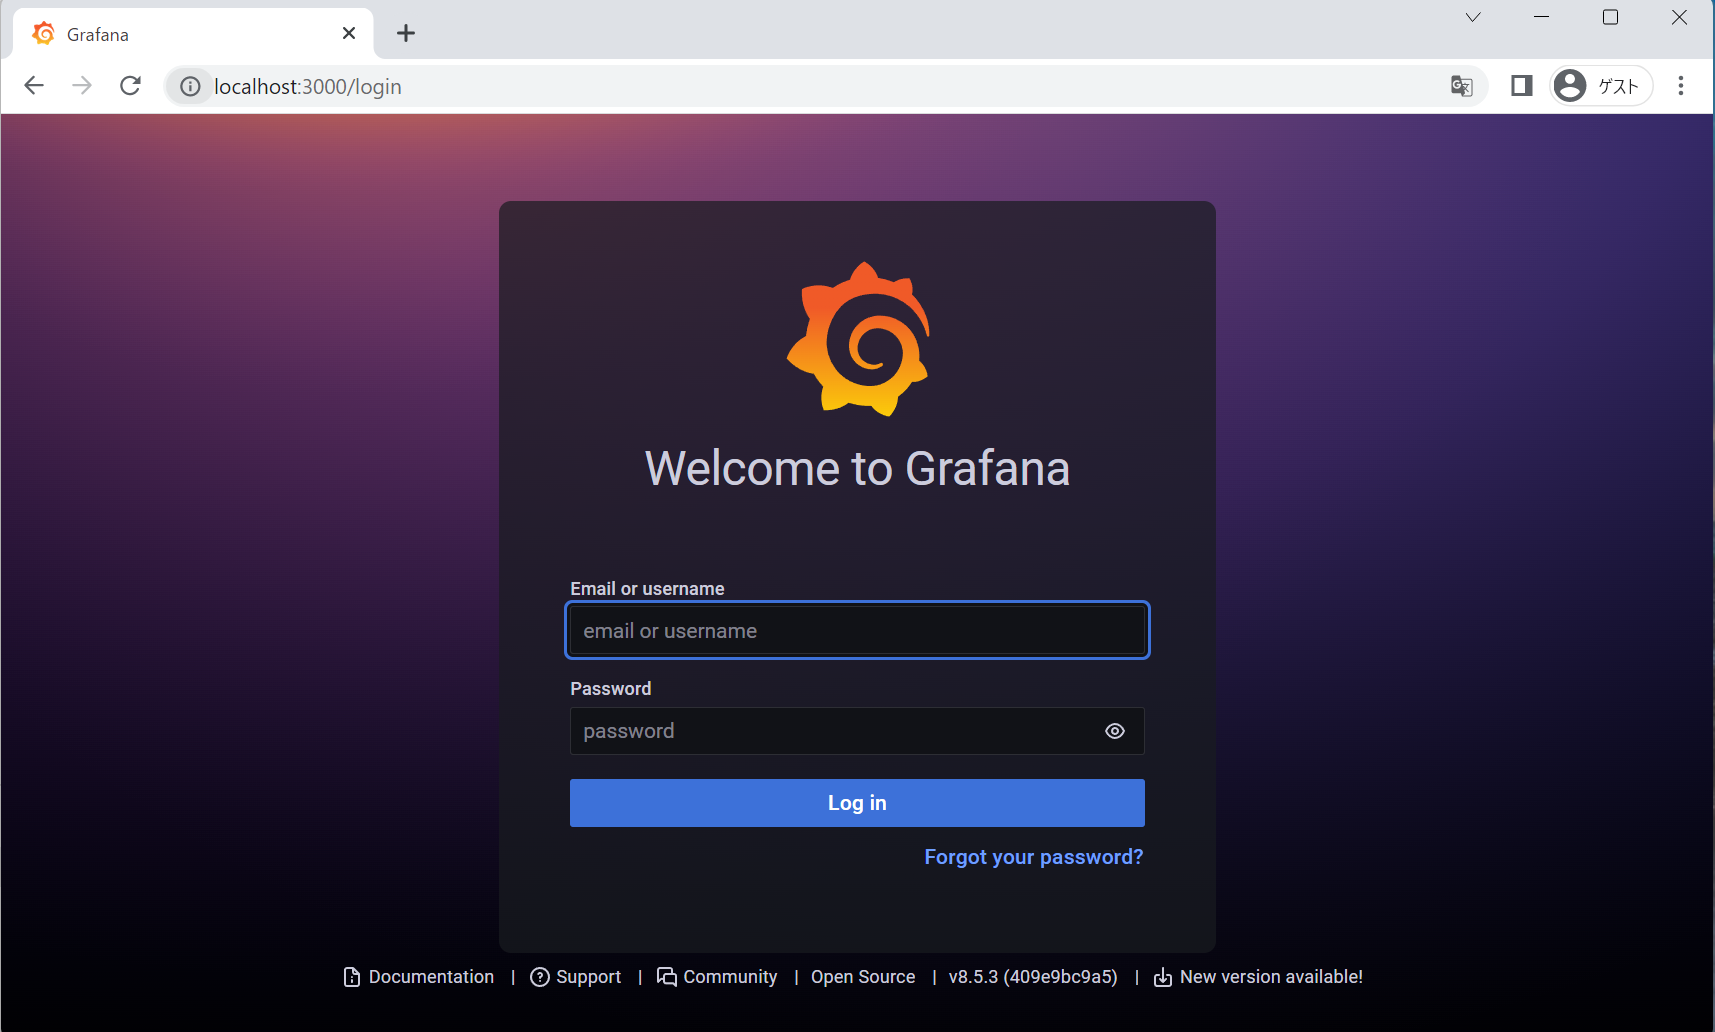 Grafana
localhost:3000/login
ゲスト
Welcome to Grafana
Email or username
email or username
Password
password
Log in
Forgot your password?
Documentation | Support | Community | Open Source | v8.5.3 (409e9bc9a5) | New version available!